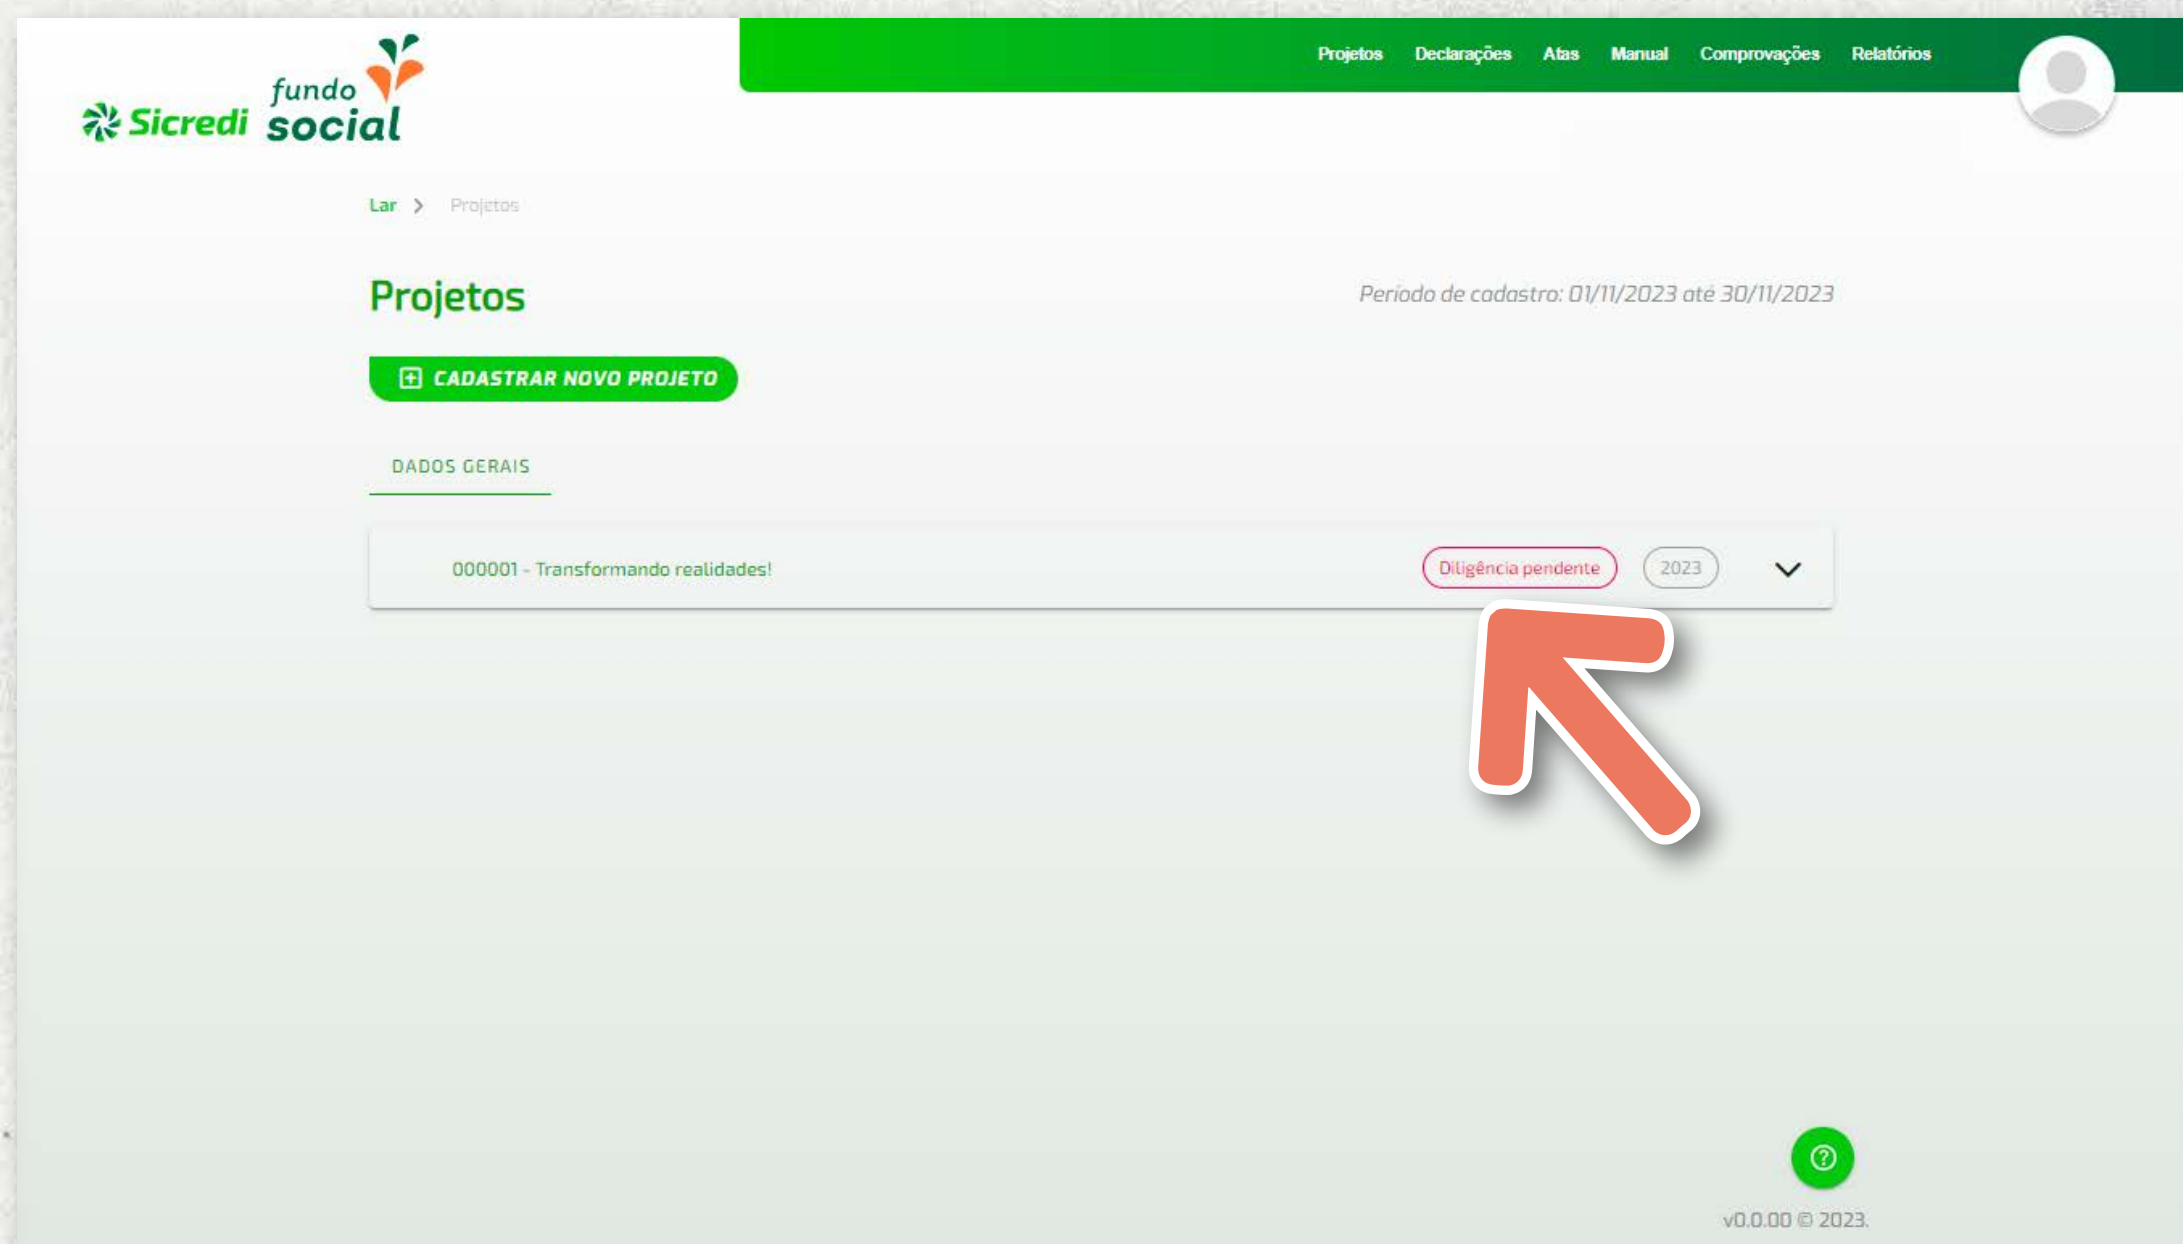 Projetos Declarações Atas Manual Comprovações Relatórios
Sicredi fundo social
Lar > Projetos
Projetos
Período de cadastro: 01/11/2023 até 30/11/2023
CADASTRAR NOVO PROJETO
DADOS GERAIS
000001 - Transformando realidades! Diligência pendente 2023
v0.0.00 © 2023.